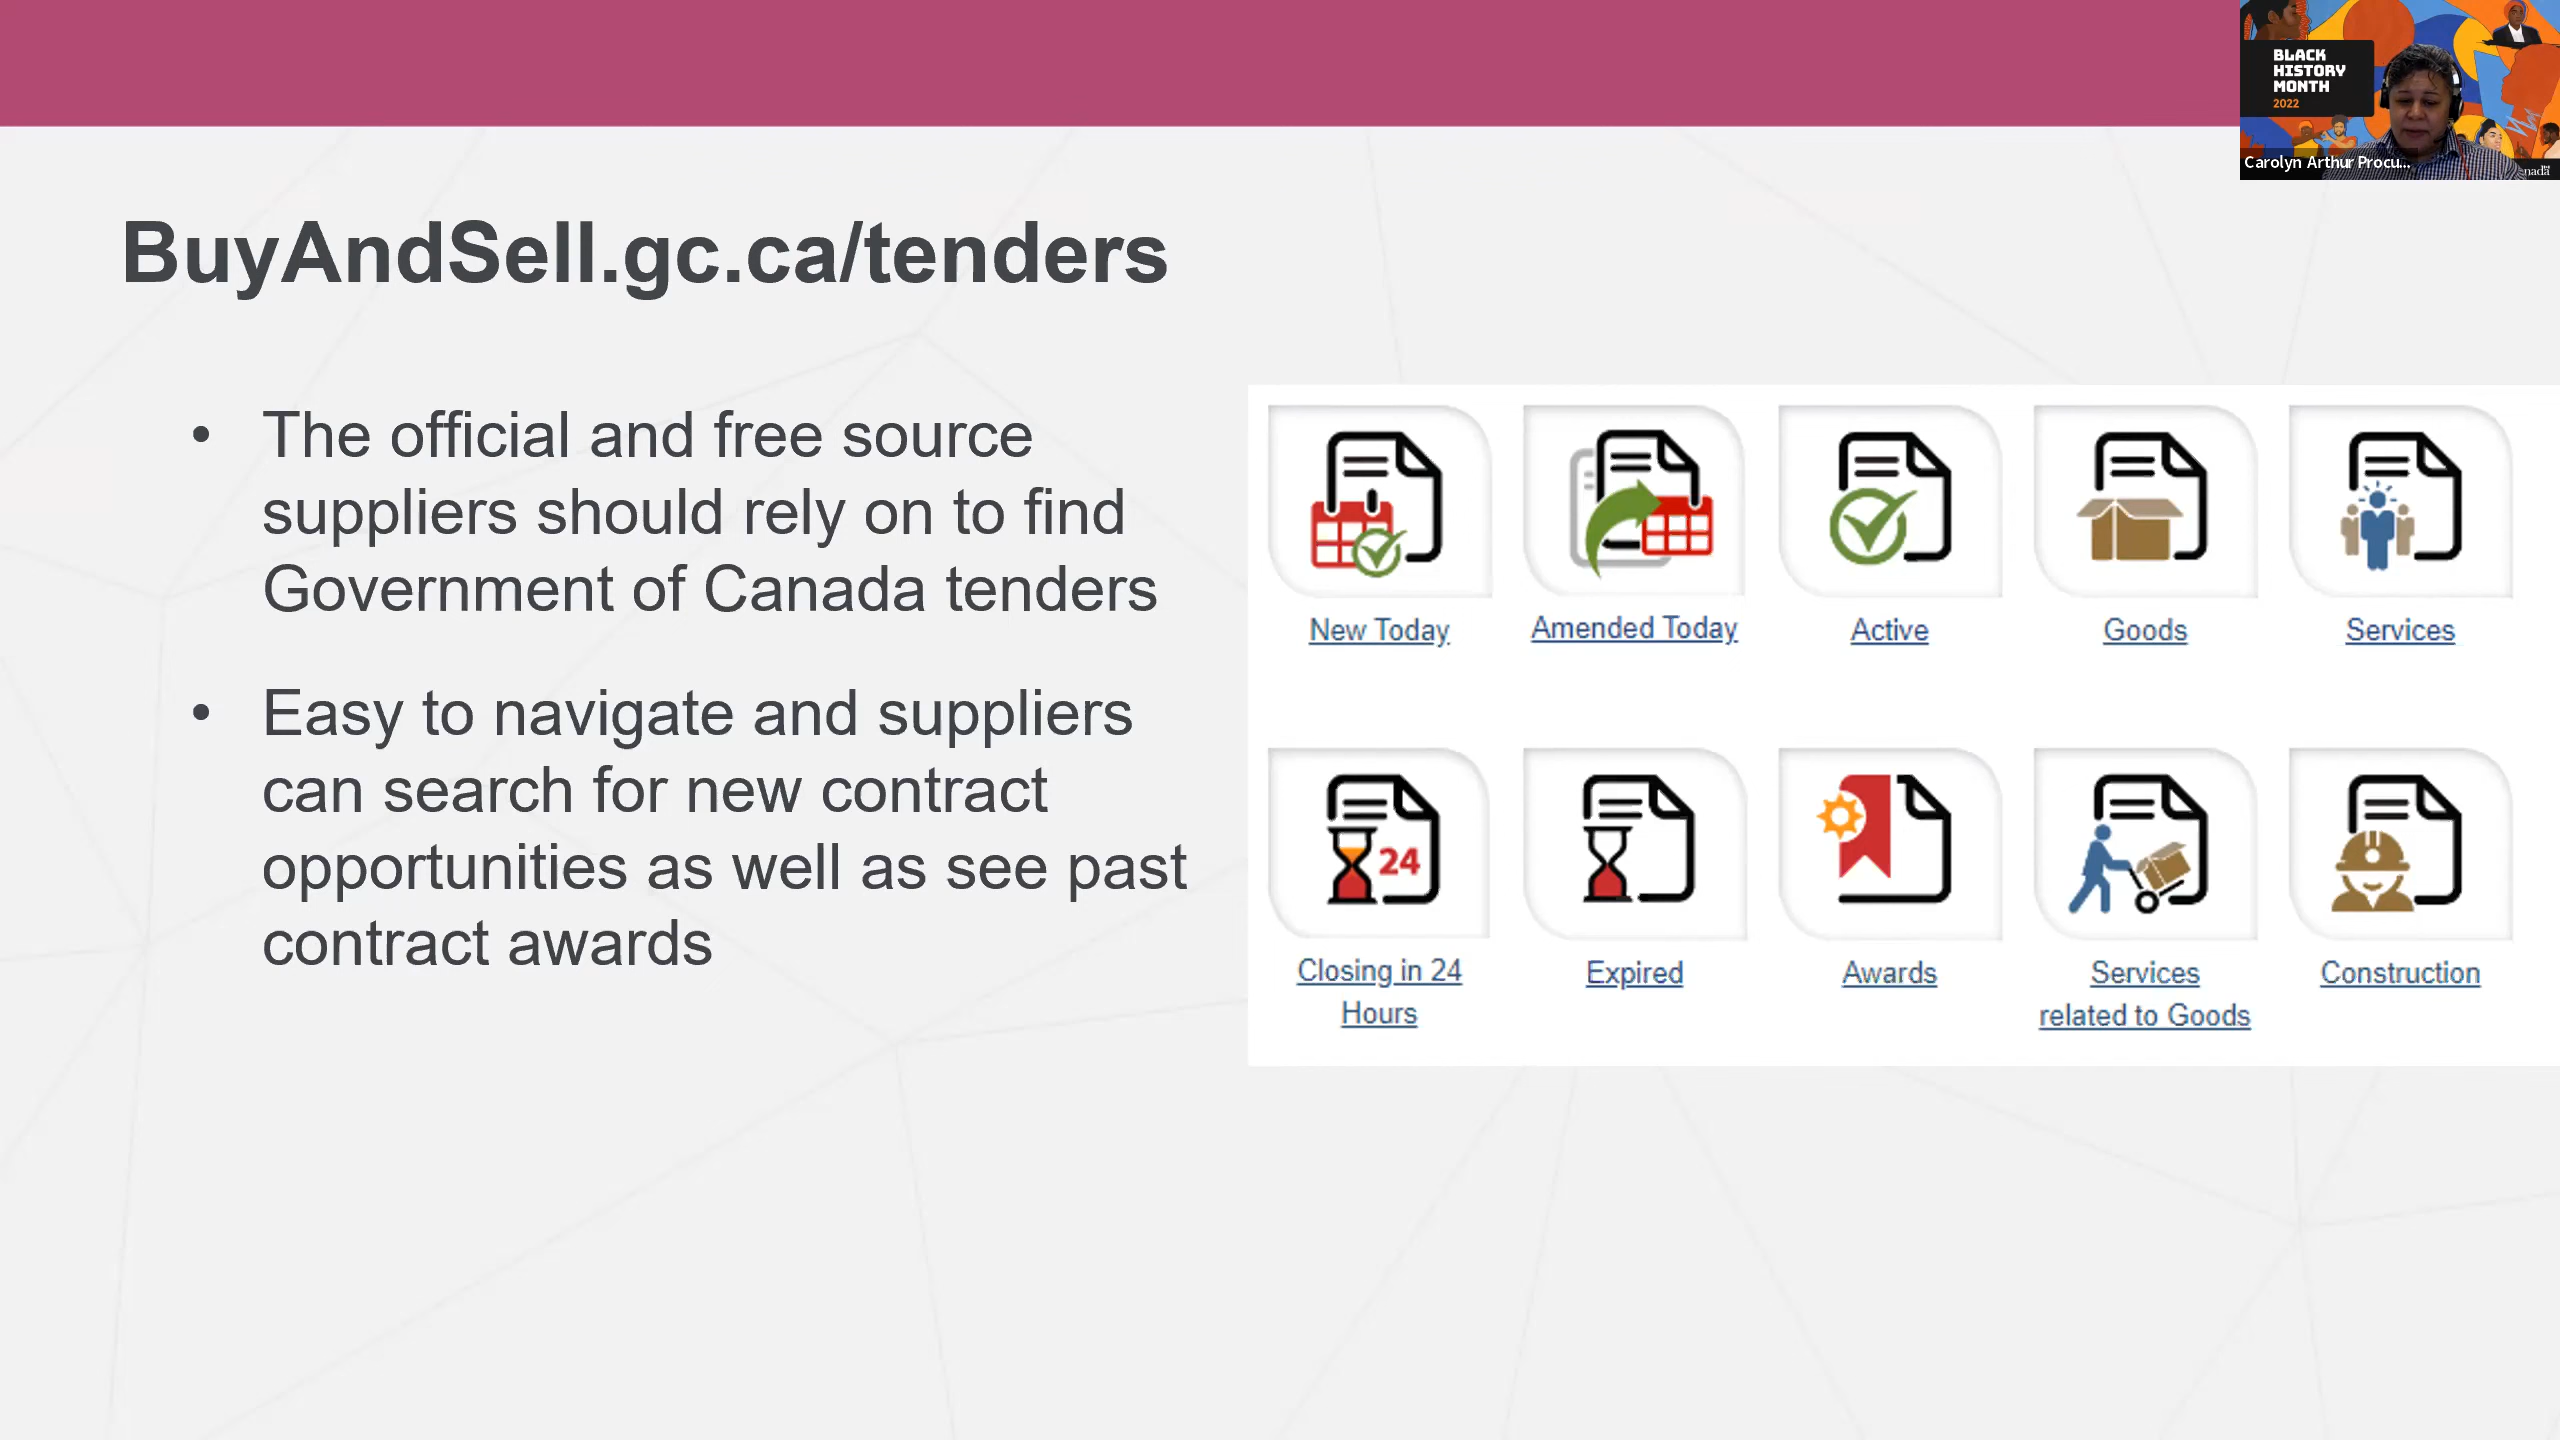 BLACK
HISTORY
MONTH
2022
Carolyn Arthur Procu...
BuyAndSell.gc.ca/tenders
• The official and free source
suppliers should rely on to find
Government of Canada tenders
• Easy to navigate and suppliers
can search for new contract
opportunities as well as see past
contract awards
New Today
Amended Today
Active
Goods
Services
24
Closing in 24
Hours
Expired
Awards
Services
related to Goods
Construction